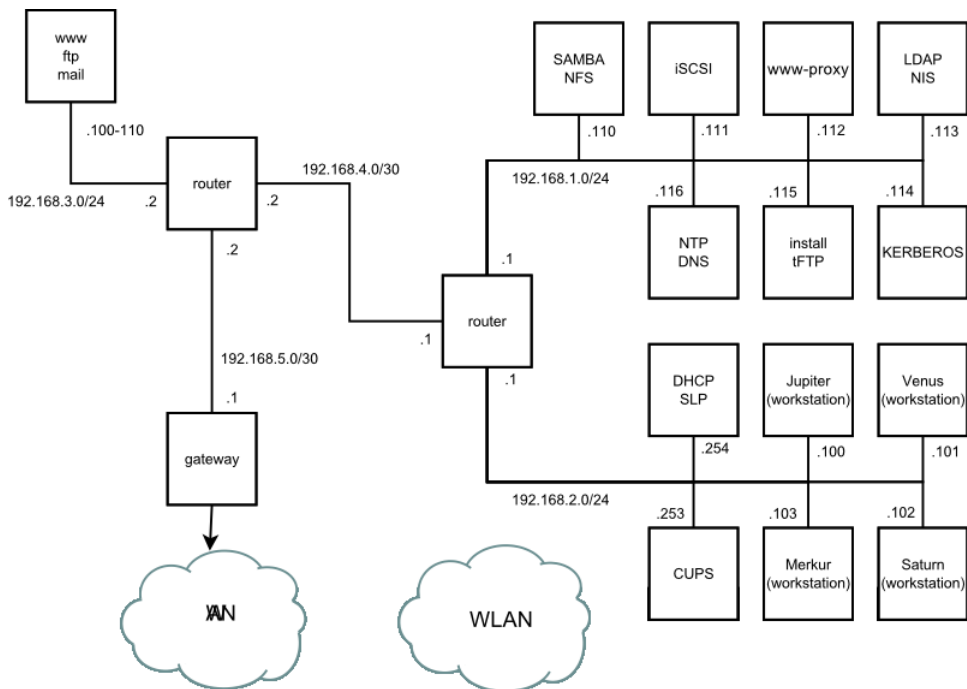 www
ftp
mail
.100-110
192.168.3.0/24
.2
router
.2
.2
192.168.4.0/30
192.168.5.0/30
.1
gateway
SAMBA
NFS
.110
iSCSI
.111
www-proxy
.112
LDAP
NIS
.113
192.168.1.0/24
.116
NTP
DNS
.115
install
tFTP
.114
KERBEROS
.1
.1
router
.1
DHCP
SLP
.254
Jupiter
(workstation)
.100
Venus
(workstation)
.101
192.168.2.0/24
.253
CUPS
.103
Merkur
(workstation)
.102
Saturn
(workstation)
WLAN